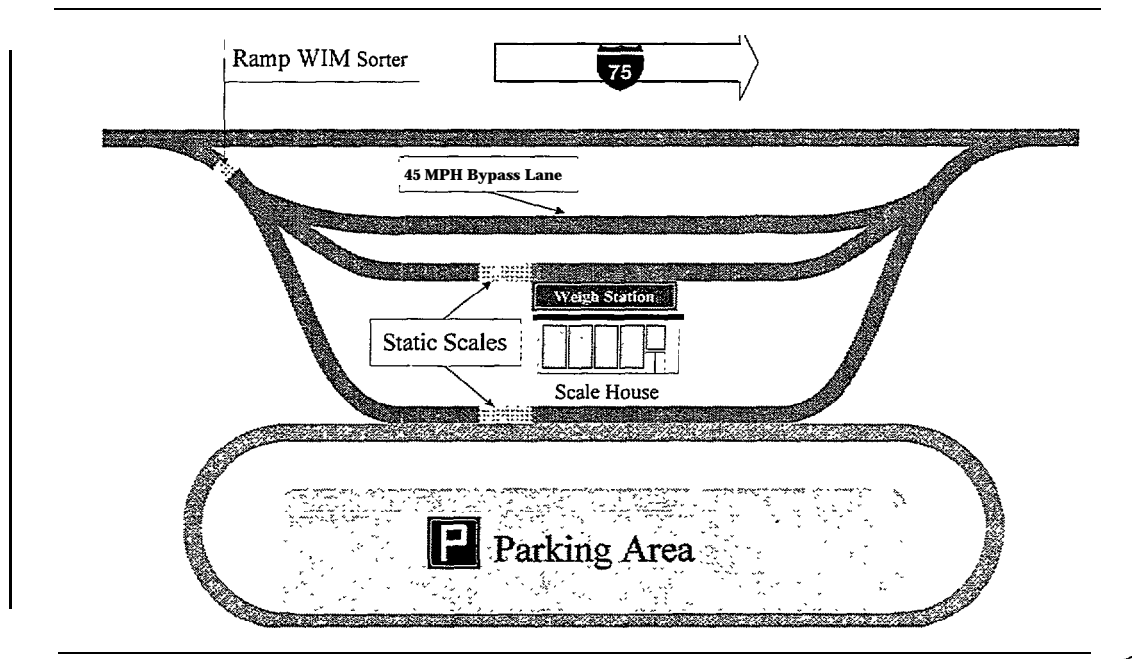 Ramp WIM Sorter
75
45 MPH Bypass Lane
Weigh Station
Static Scales
Scale House
P Parking Area